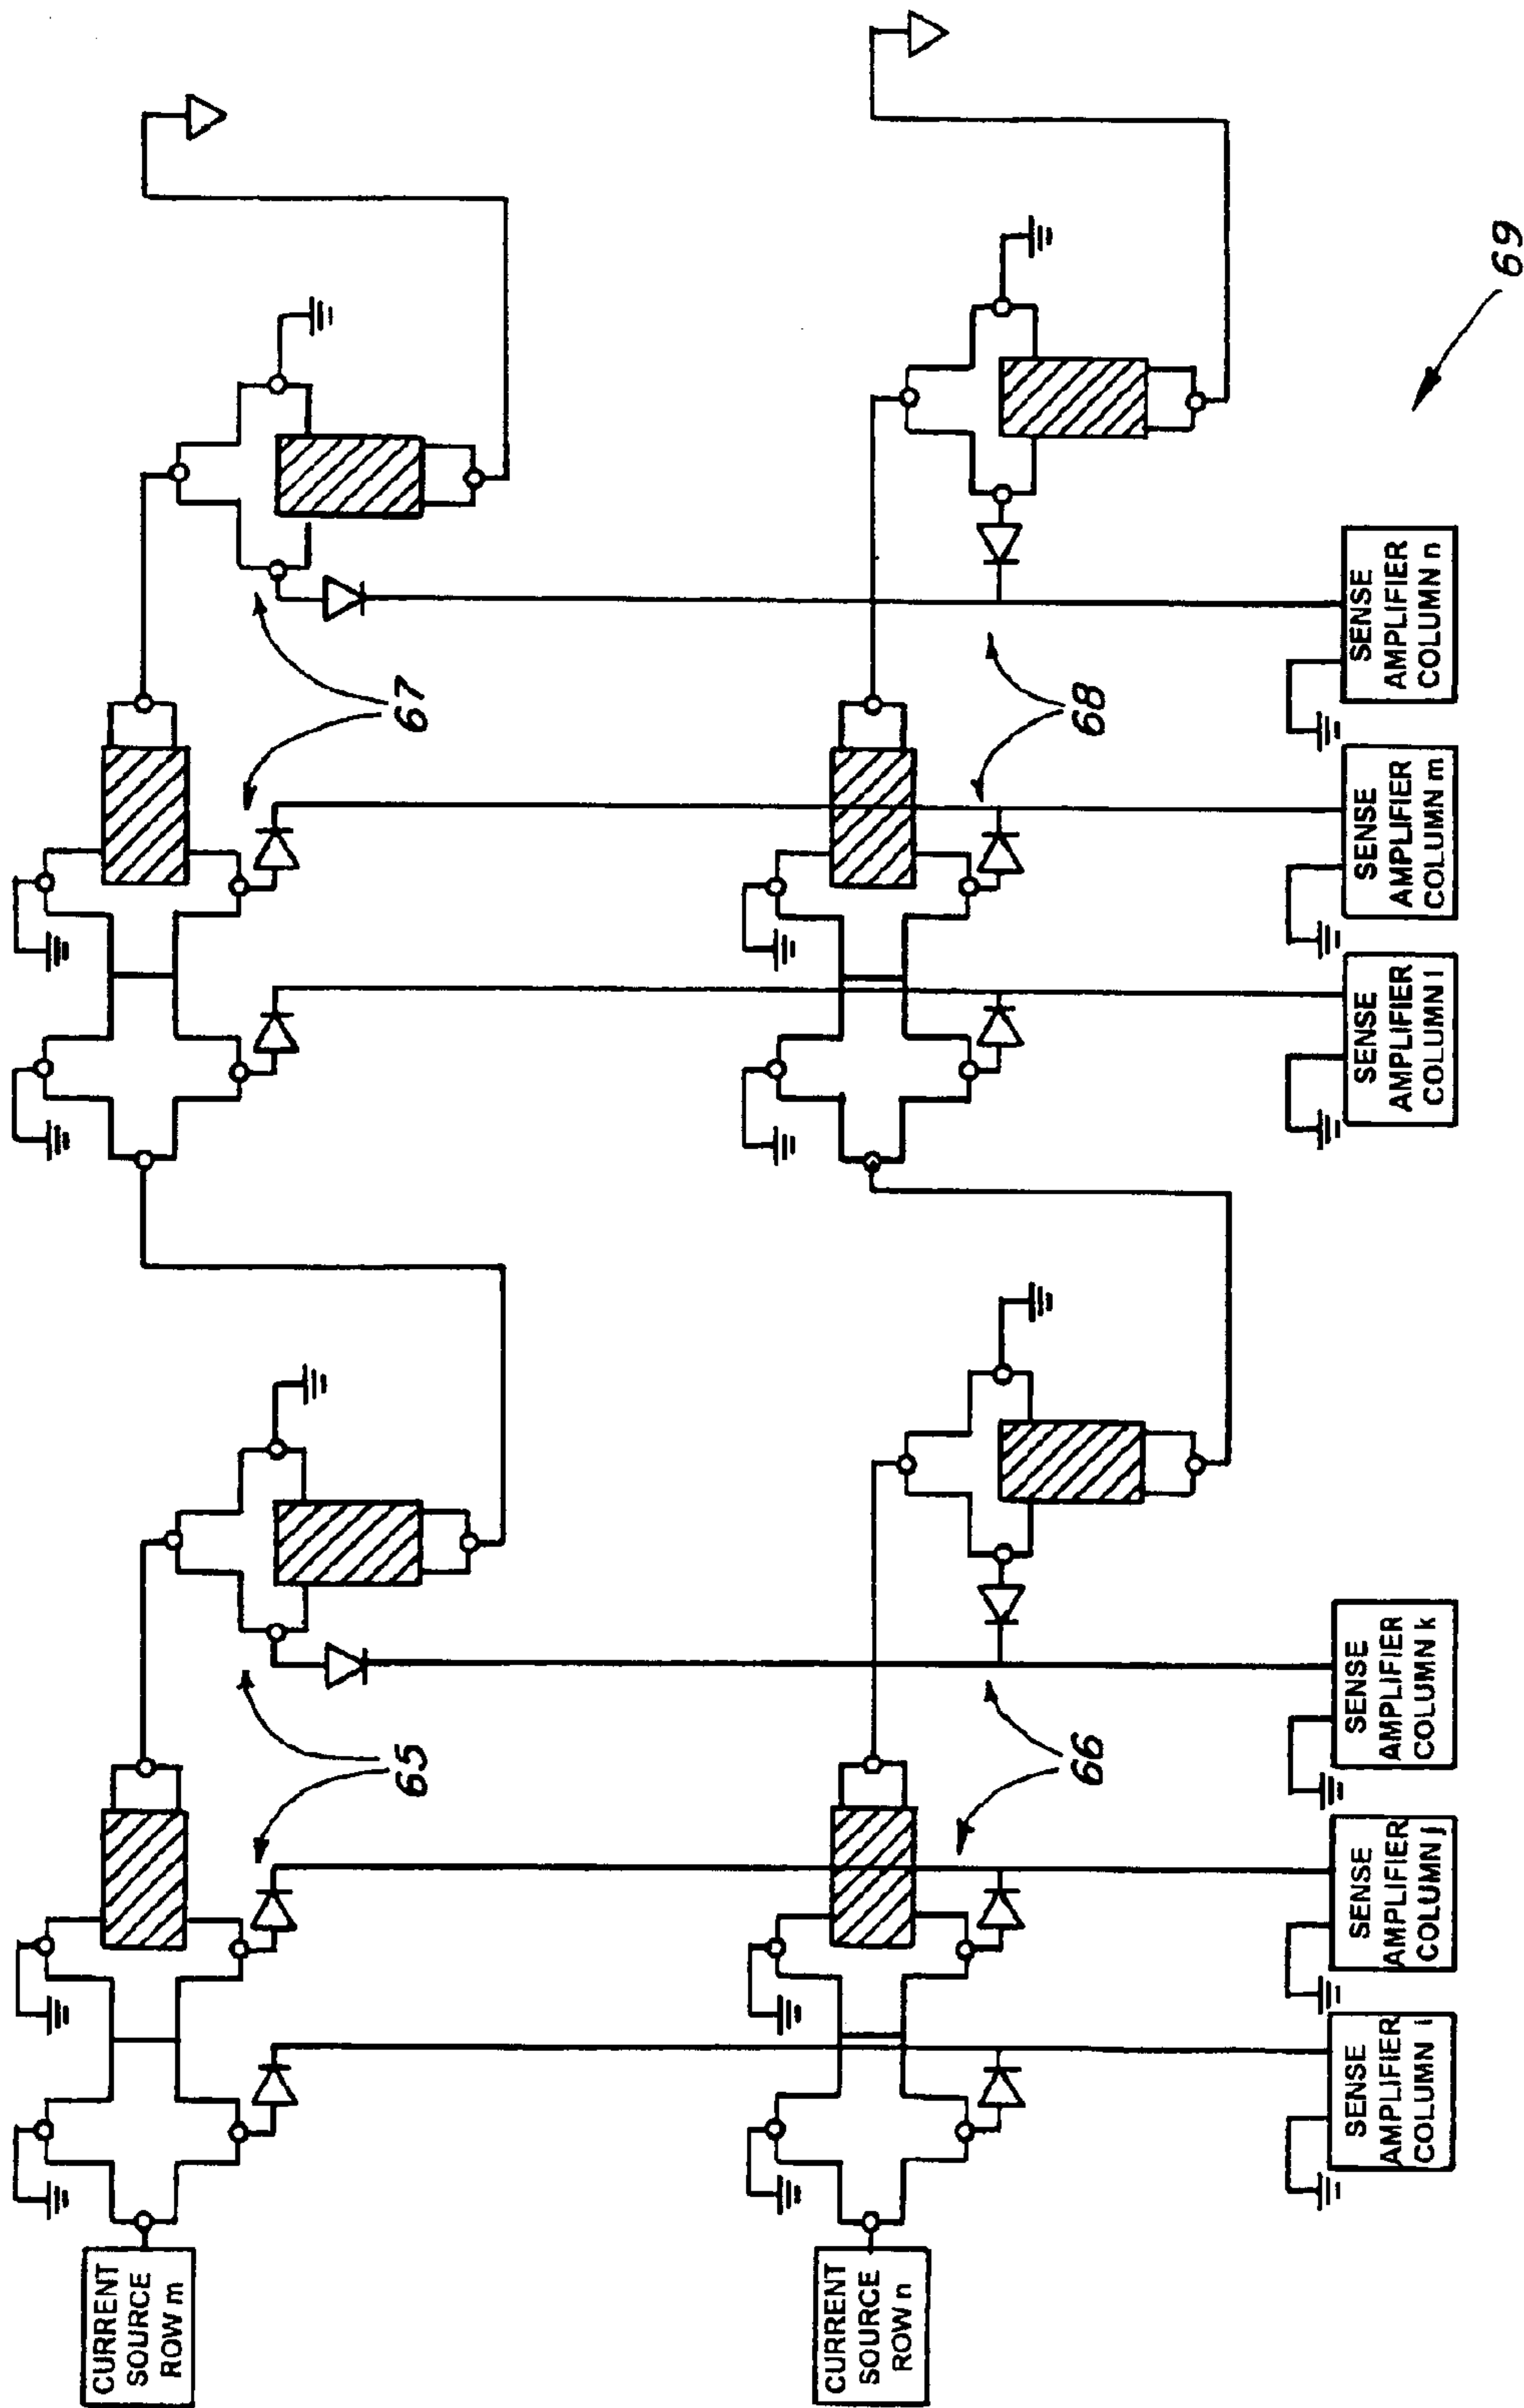 CURRENT
SOURCE
ROW m
65
67
CURRENT
SOURCE
ROW n
66
68
SENSE
AMPLIFIER
COLUMN i
SENSE
AMPLIFIER
COLUMN j
SENSE
AMPLIFIER
COLUMN k
SENSE
AMPLIFIER
COLUMN l
SENSE
AMPLIFIER
COLUMN m
SENSE
AMPLIFIER
COLUMN n
69